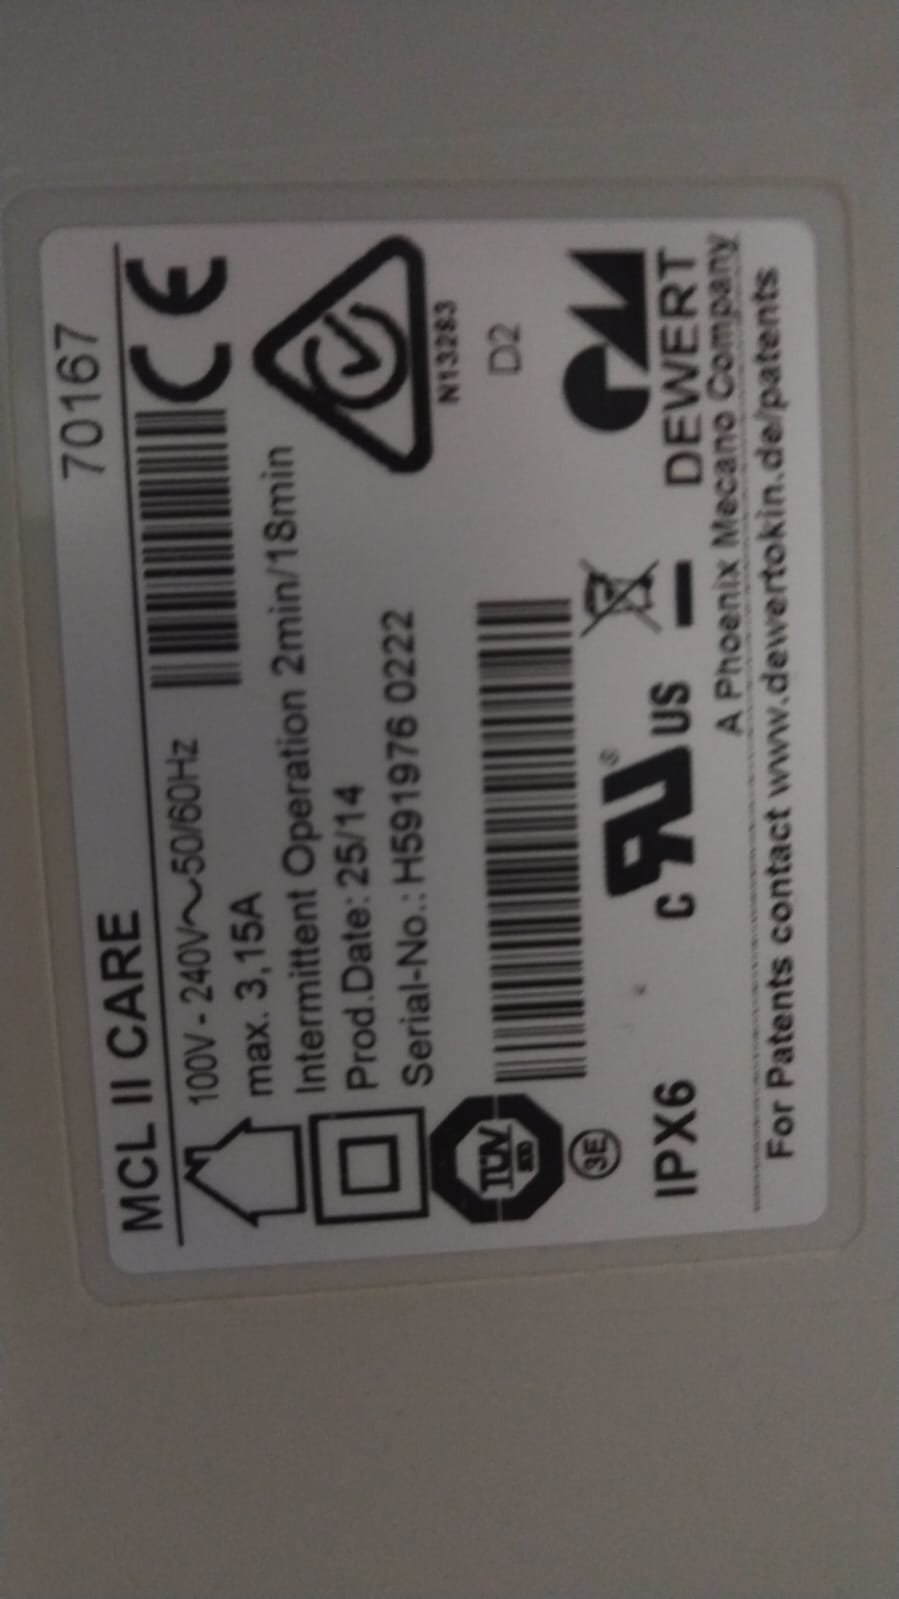 MCL II CARE 70167
100V - 240V~50/60Hz
max. 3,15A
Intermittent Operation 2min/18min
Prod.Date: 25/14
Serial-No.: H591976 0222
N13283
D2
TÜV
3E
IPX6
c RU ® US
DEWERT
A Phoenix Mecano Company
For Patents contact www.dewertokin.de/patents